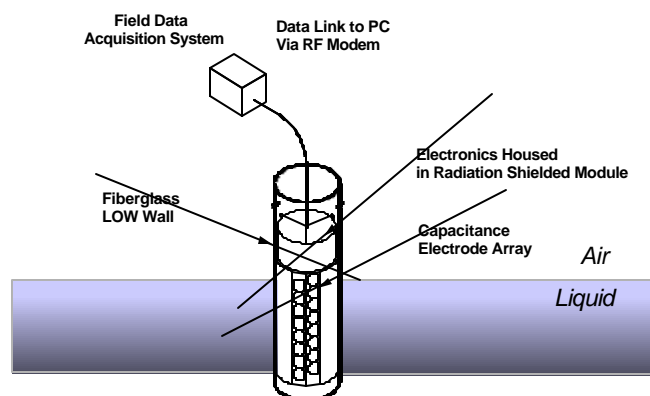 Field Data
Acquisition System
Data Link to PC
Via RF Modem
Electronics Housed
in Radiation Shielded Module
Fiberglass
LOW Wall
Capacitance
Electrode Array
Air
Liquid